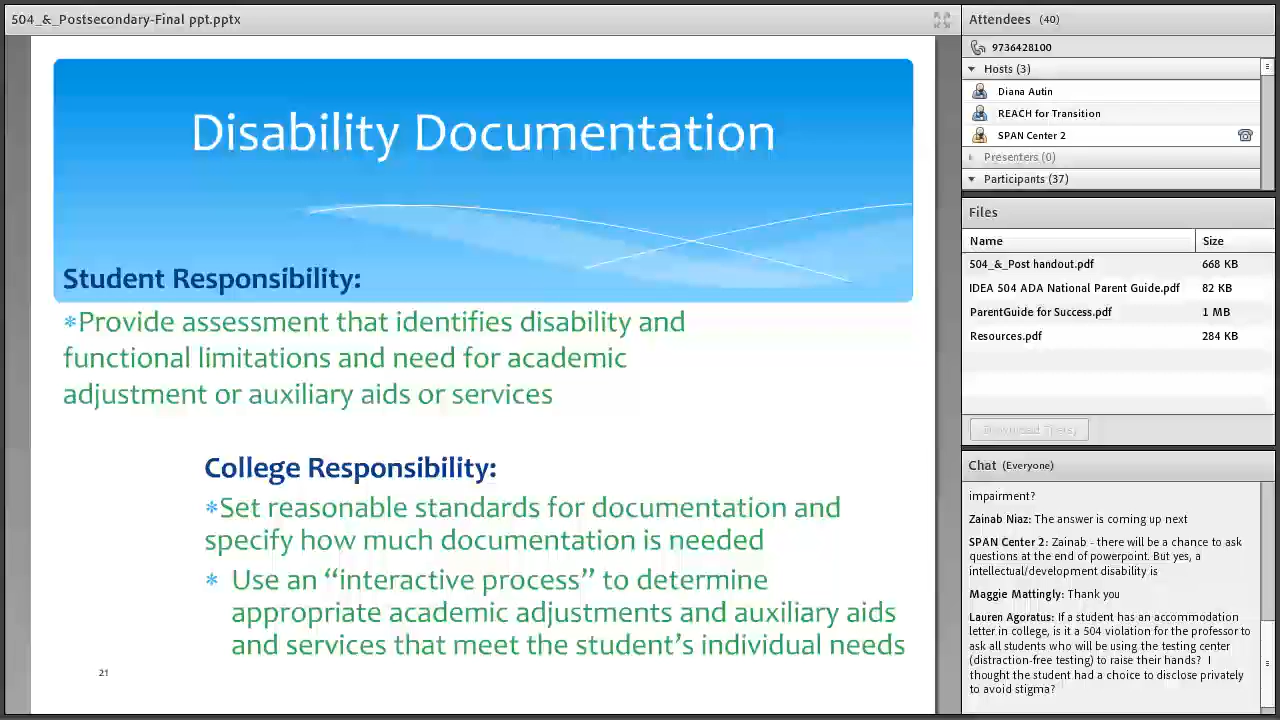 504_&_Postsecondary-Final ppt.pptx
Disability Documentation
Student Responsibility:
*Provide assessment that identifies disability and
functional limitations and need for academic
adjustment or auxiliary aids or services
College Responsibility:
*Set reasonable standards for documentation and
specify how much documentation is needed
* Use an “interactive process” to determine
appropriate academic adjustments and auxiliary aids
and services that meet the student’s individual needs
21
Attendees (40)
9736428100
Hosts (3)
Diana Autin
REACH for Transition
SPAN Center 2
Presenters (0)
Participants (37)
Files
Name Size
504_&_Post handout.pdf 668 KB
IDEA 504 ADA National Parent Guide.pdf 82 KB
ParentGuide for Success.pdf 1 MB
Resources.pdf 284 KB
Chat (Everyone)
impairment?
Zainab Niaz: The answer is coming up next
SPAN Center 2: Zainab - there will be a chance to ask
questions at the end of powerpoint. But yes, a
intellectual/development disability is
Maggie Mattingly: Thank you
Lauren Agoratus: If a student has an accommodation
letter in college, is it a 504 violation for the professor to
ask all students who will be using the testing center
(distraction-free testing) to raise their hands? I
thought the student had a choice to disclose privately
to avoid stigma?